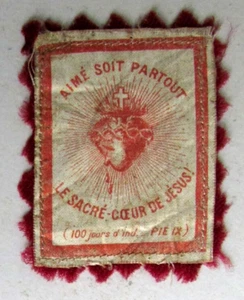 AIMÉ SOIT PARTOUT
LE SACRÉ-CŒUR DE JÉSUS!
(100 jours d'ind. — PIE IX)